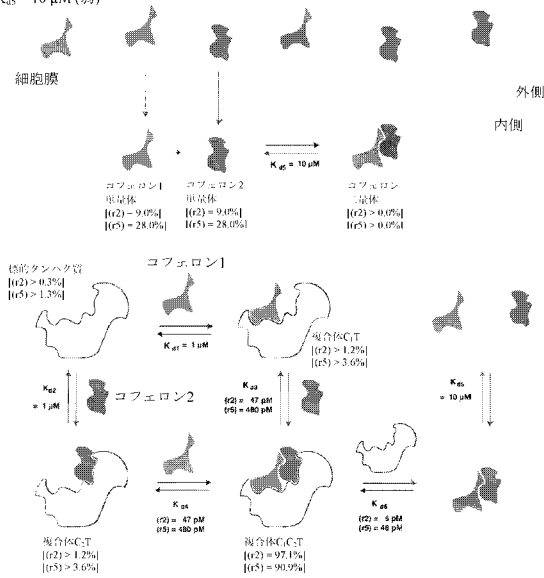 K_d5 = 10 μM (弱)
細胞膜
外側
内側
K_d5 = 10 μM
コフェロン1
単量体
[(r2) = 9.0%]
[(r5) = 28.0%]
コフェロン2
単量体
[(r2) = 9.0%]
[(r5) = 28.0%]
コフェロン
二量体
[(r2) > 0.0%]
[(r5) > 0.0%]
標的タンパク質
[(r2) > 0.3%]
[(r5) > 1.3%]
コフェロン1
K_d1 = 1 μM
複合体C₁T
[(r2) > 1.2%]
[(r5) > 3.6%]
K_d2
= 1 μM
コフェロン2
K_d3
(r2) = 47 pM
(r5) = 480 pM
K_d5
= 10 μM
K_d4
(r2) = 47 pM
(r5) = 480 pM
K_d6
(r2) = 5 pM
(r5) = 48 pM
複合体C₂T
[(r2) > 1.2%]
[(r5) > 3.6%]
複合体C₁C₂T
[(r2) = 97.1%]
[(r5) = 90.9%]